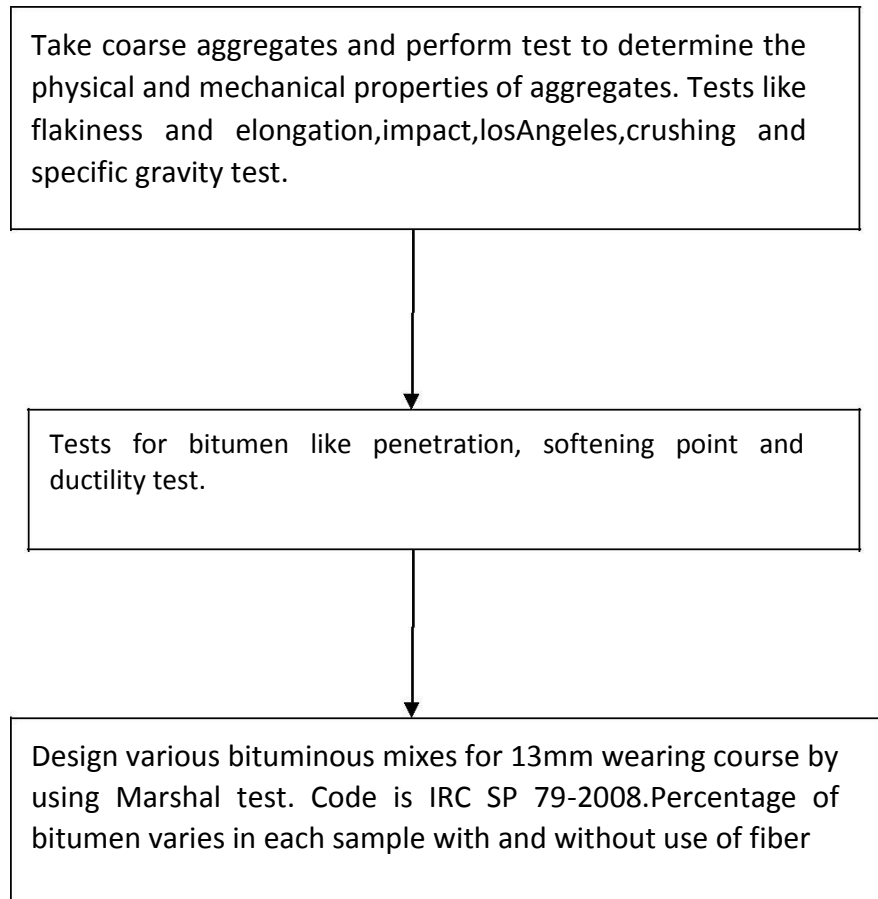 Take coarse aggregates and perform test to determine the
physical and mechanical properties of aggregates. Tests like
flakiness and elongation,impact,losAngeles,crushing and
specific gravity test.
Tests for bitumen like penetration, softening point and
ductility test.
Design various bituminous mixes for 13mm wearing course by
using Marshal test. Code is IRC SP 79-2008.Percentage of
bitumen varies in each sample with and without use of fiber